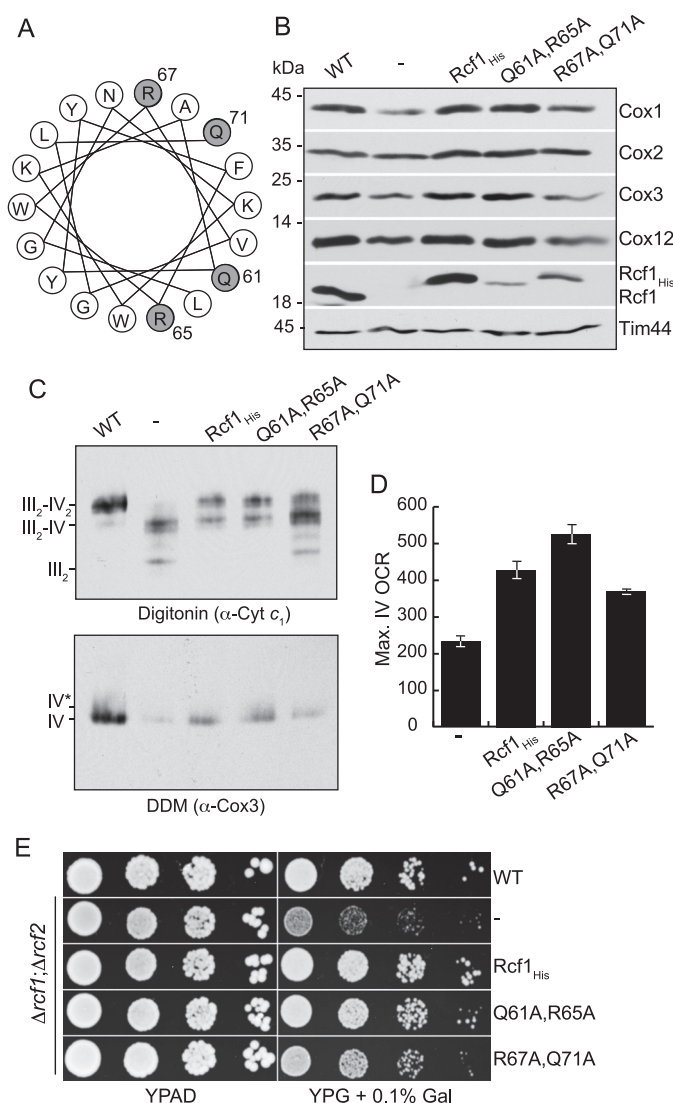 A
67
R
N
A
Y
71
Q
L
F
K
K
W
V
G
Q 61
Y
L
G
W
R
65
B
kDa
WT
-
Rcf1His
Q61A,R65A
R67A,Q71A
45
Cox1
35
Cox2
25
Cox3
14
Cox12
Rcf1His
Rcf1
18
45
Tim44
C
WT
-
Rcf1His
Q61A,R65A
R67A,Q71A
III2-IV2
III2-IV
III2
Digitonin (α-Cyt c1)
IV*
IV
DDM (α-Cox3)
D
Max. IV OCR
600
500
400
300
200
100
0
-
Rcf1His
Q61A,R65A
R67A,Q71A
E
WT
Δrcf1;Δrcf2
-
Rcf1His
Q61A,R65A
R67A,Q71A
YPAD
YPG + 0.1% Gal